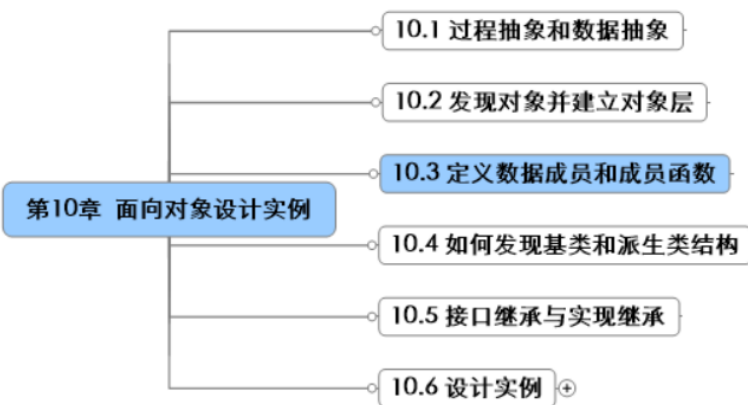 10.1 过程抽象和数据抽象
10.2 发现对象并建立对象层
10.3 定义数据成员和成员函数
第10章 面向对象设计实例
10.4 如何发现基类和派生类结构
10.5 接口继承与实现继承
10.6 设计实例